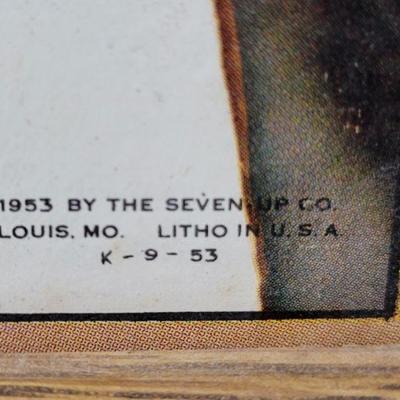 1953 BY THE SEVEN-UP CO.
LOUIS, MO. LITHO IN U.S.A
K-9-53